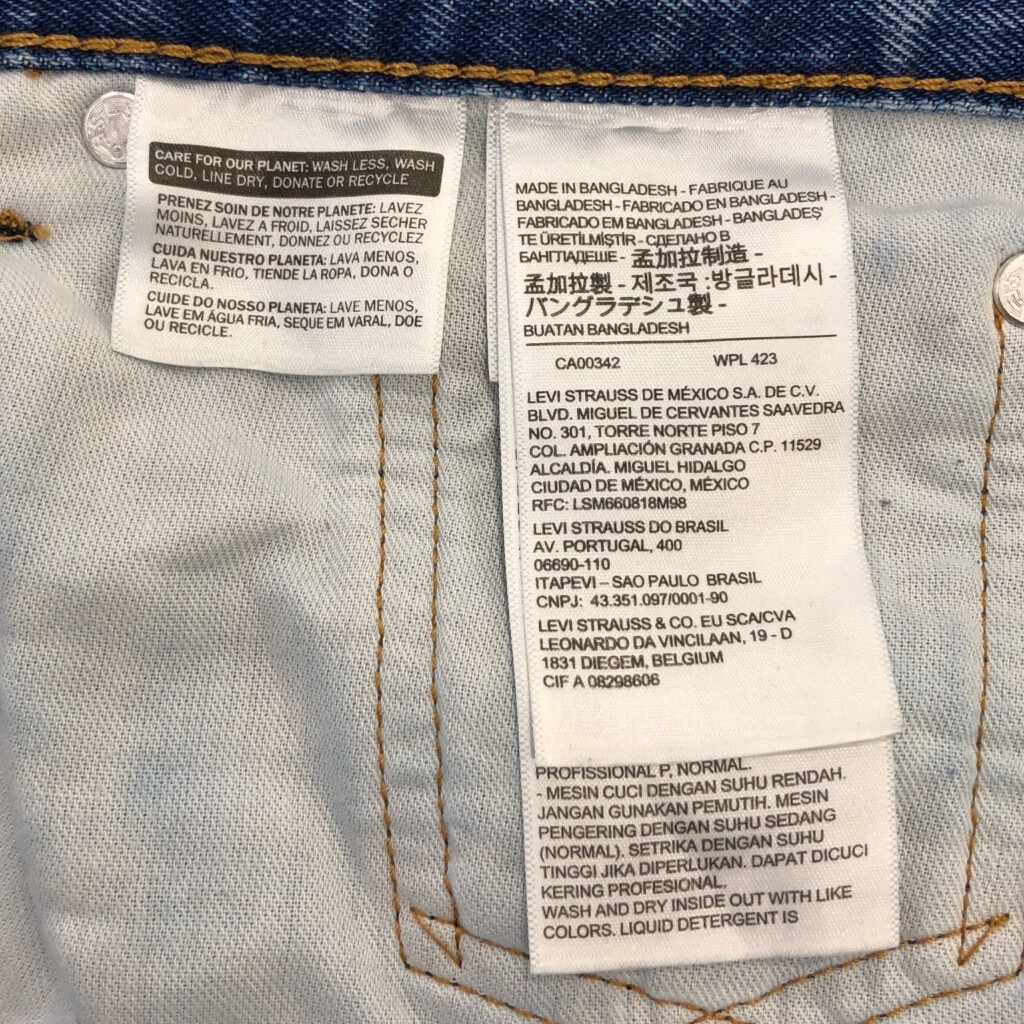 CARE FOR OUR PLANET: WASH LESS, WASH
COLD, LINE DRY, DONATE OR RECYCLE
PRENEZ SOIN DE NOTRE PLANETE: LAVEZ
MOINS, LAVEZ A FROID, LAISSEZ SÉCHER
NATURELLEMENT, DONNEZ OU RECYCLEZ
CUIDA NUESTRO PLANETA: LAVA MENOS,
LAVA EN FRIO, TIENDE LA ROPA, DONA O
RECICLA.
CUIDE DO NOSSO PLANETA: LAVE MENOS,
LAVE EM ÁGUA FRIA, SEQUE EM VARAL, DOE
OU RECICLE.
MADE IN BANGLADESH - FABRIQUE AU
BANGLADESH - FABRICADO EN BANGLADESH -
FABRICADO EM BANGLADESH - BANGLADEŞ'
TE ÜRETİLMİŞTİR - СДЕЛАНО В
БАНГЛАДЕШЕ - 孟加拉制造 -
孟加拉製 - 제조국 :방글라데시 -
バングラデシュ製 -
BUATAN BANGLADESH
CA00342 WPL 423
LEVI STRAUSS DE MÉXICO S.A. DE C.V.
BLVD. MIGUEL DE CERVANTES SAAVEDRA
NO. 301, TORRE NORTE PISO 7
COL. AMPLIACIÓN GRANADA C.P. 11529
ALCALDÍA. MIGUEL HIDALGO
CIUDAD DE MÉXICO, MÉXICO
RFC: LSM660818M98
LEVI STRAUSS DO BRASIL
AV. PORTUGAL, 400
06690-110
ITAPEVI – SAO PAULO BRASIL
CNPJ: 43.351.097/0001-90
LEVI STRAUSS & CO. EU SCA/CVA
LEONARDO DA VINCILAAN, 19 - D
1831 DIEGEM, BELGIUM
CIF A 08298606
PROFISSIONAL P, NORMAL.
- MESIN CUCI DENGAN SUHU RENDAH.
JANGAN GUNAKAN PEMUTIH. MESIN
PENGERING DENGAN SUHU SEDANG
(NORMAL). SETRIKA DENGAN SUHU
TINGGI JIKA DIPERLUKAN. DAPAT DICUCI
KERING PROFESIONAL.
WASH AND DRY INSIDE OUT WITH LIKE
COLORS. LIQUID DETERGENT IS